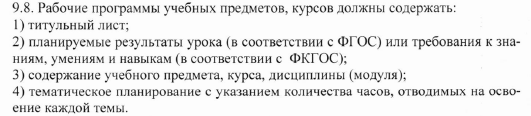 9.8. Рабочие программы учебных предметов, курсов должны содержать:
1) титульный лист;
2) планируемые результаты урока (в соответствии с ФГОС) или требования к зна-
ниям, умениям и навыкам (в соответствии с ФКГОС);
3) содержание учебного предмета, курса, дисциплины (модуля);
4) тематическое планирование с указанием количества часов, отводимых на осво-
ение каждой темы.